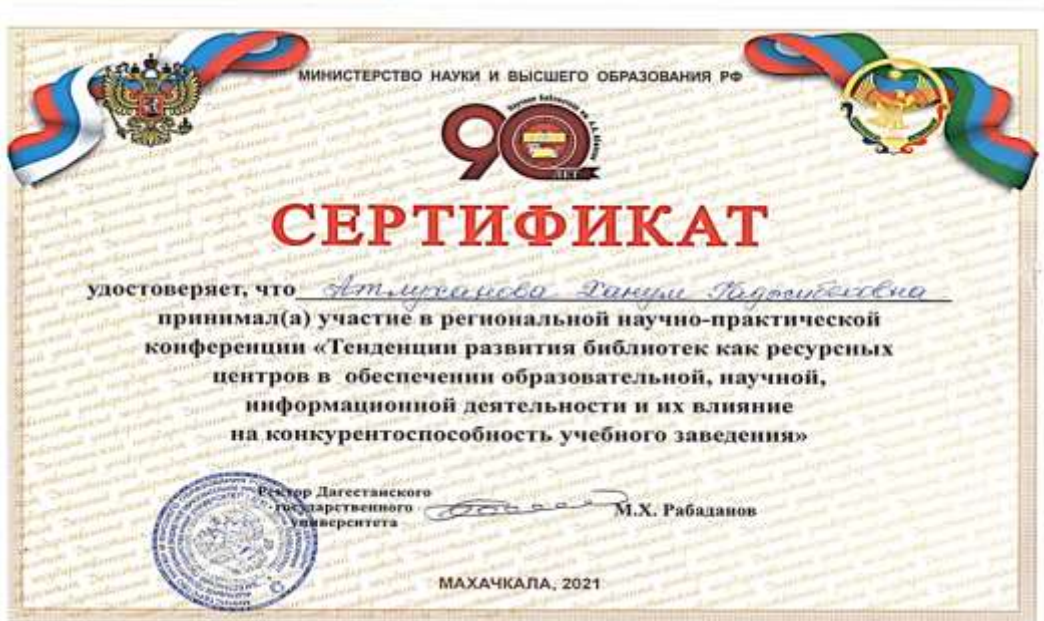 МИНИСТЕРСТВО НАУКИ И ВЫСШЕГО ОБРАЗОВАНИЯ РФ
90
ЛЕТ
СЕРТИФИКАТ
удостоверяет, что Атлуханова Ханум
принимал(а) участие в региональной научно-практической
конференции «Тенденции развития библиотек как ресурсных
центров в обеспечении образовательной, научной,
информационной деятельности и их влияние
на конкурентоспособность учебного заведения»
Ректор Дагестанского
государственного
университета
М.Х. Рабаданов
МАХАЧКАЛА, 2021